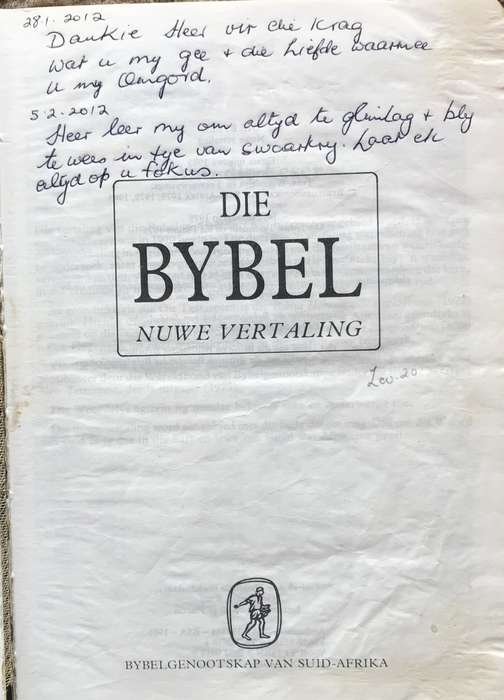 28.1.2012
Dankie Heer vir die Krag
wat u my gee + die liefde waarmee
u my Omgord.
5.2.2012
Heer leer my om altyd te glimlag + bly
te wees in tye van swaarkry. Laat ek
altyd op u fokus.
DIE
BYBEL
NUWE VERTALING
Lev. 20
BYBELGENOOTSKAP VAN SUID-AFRIKA